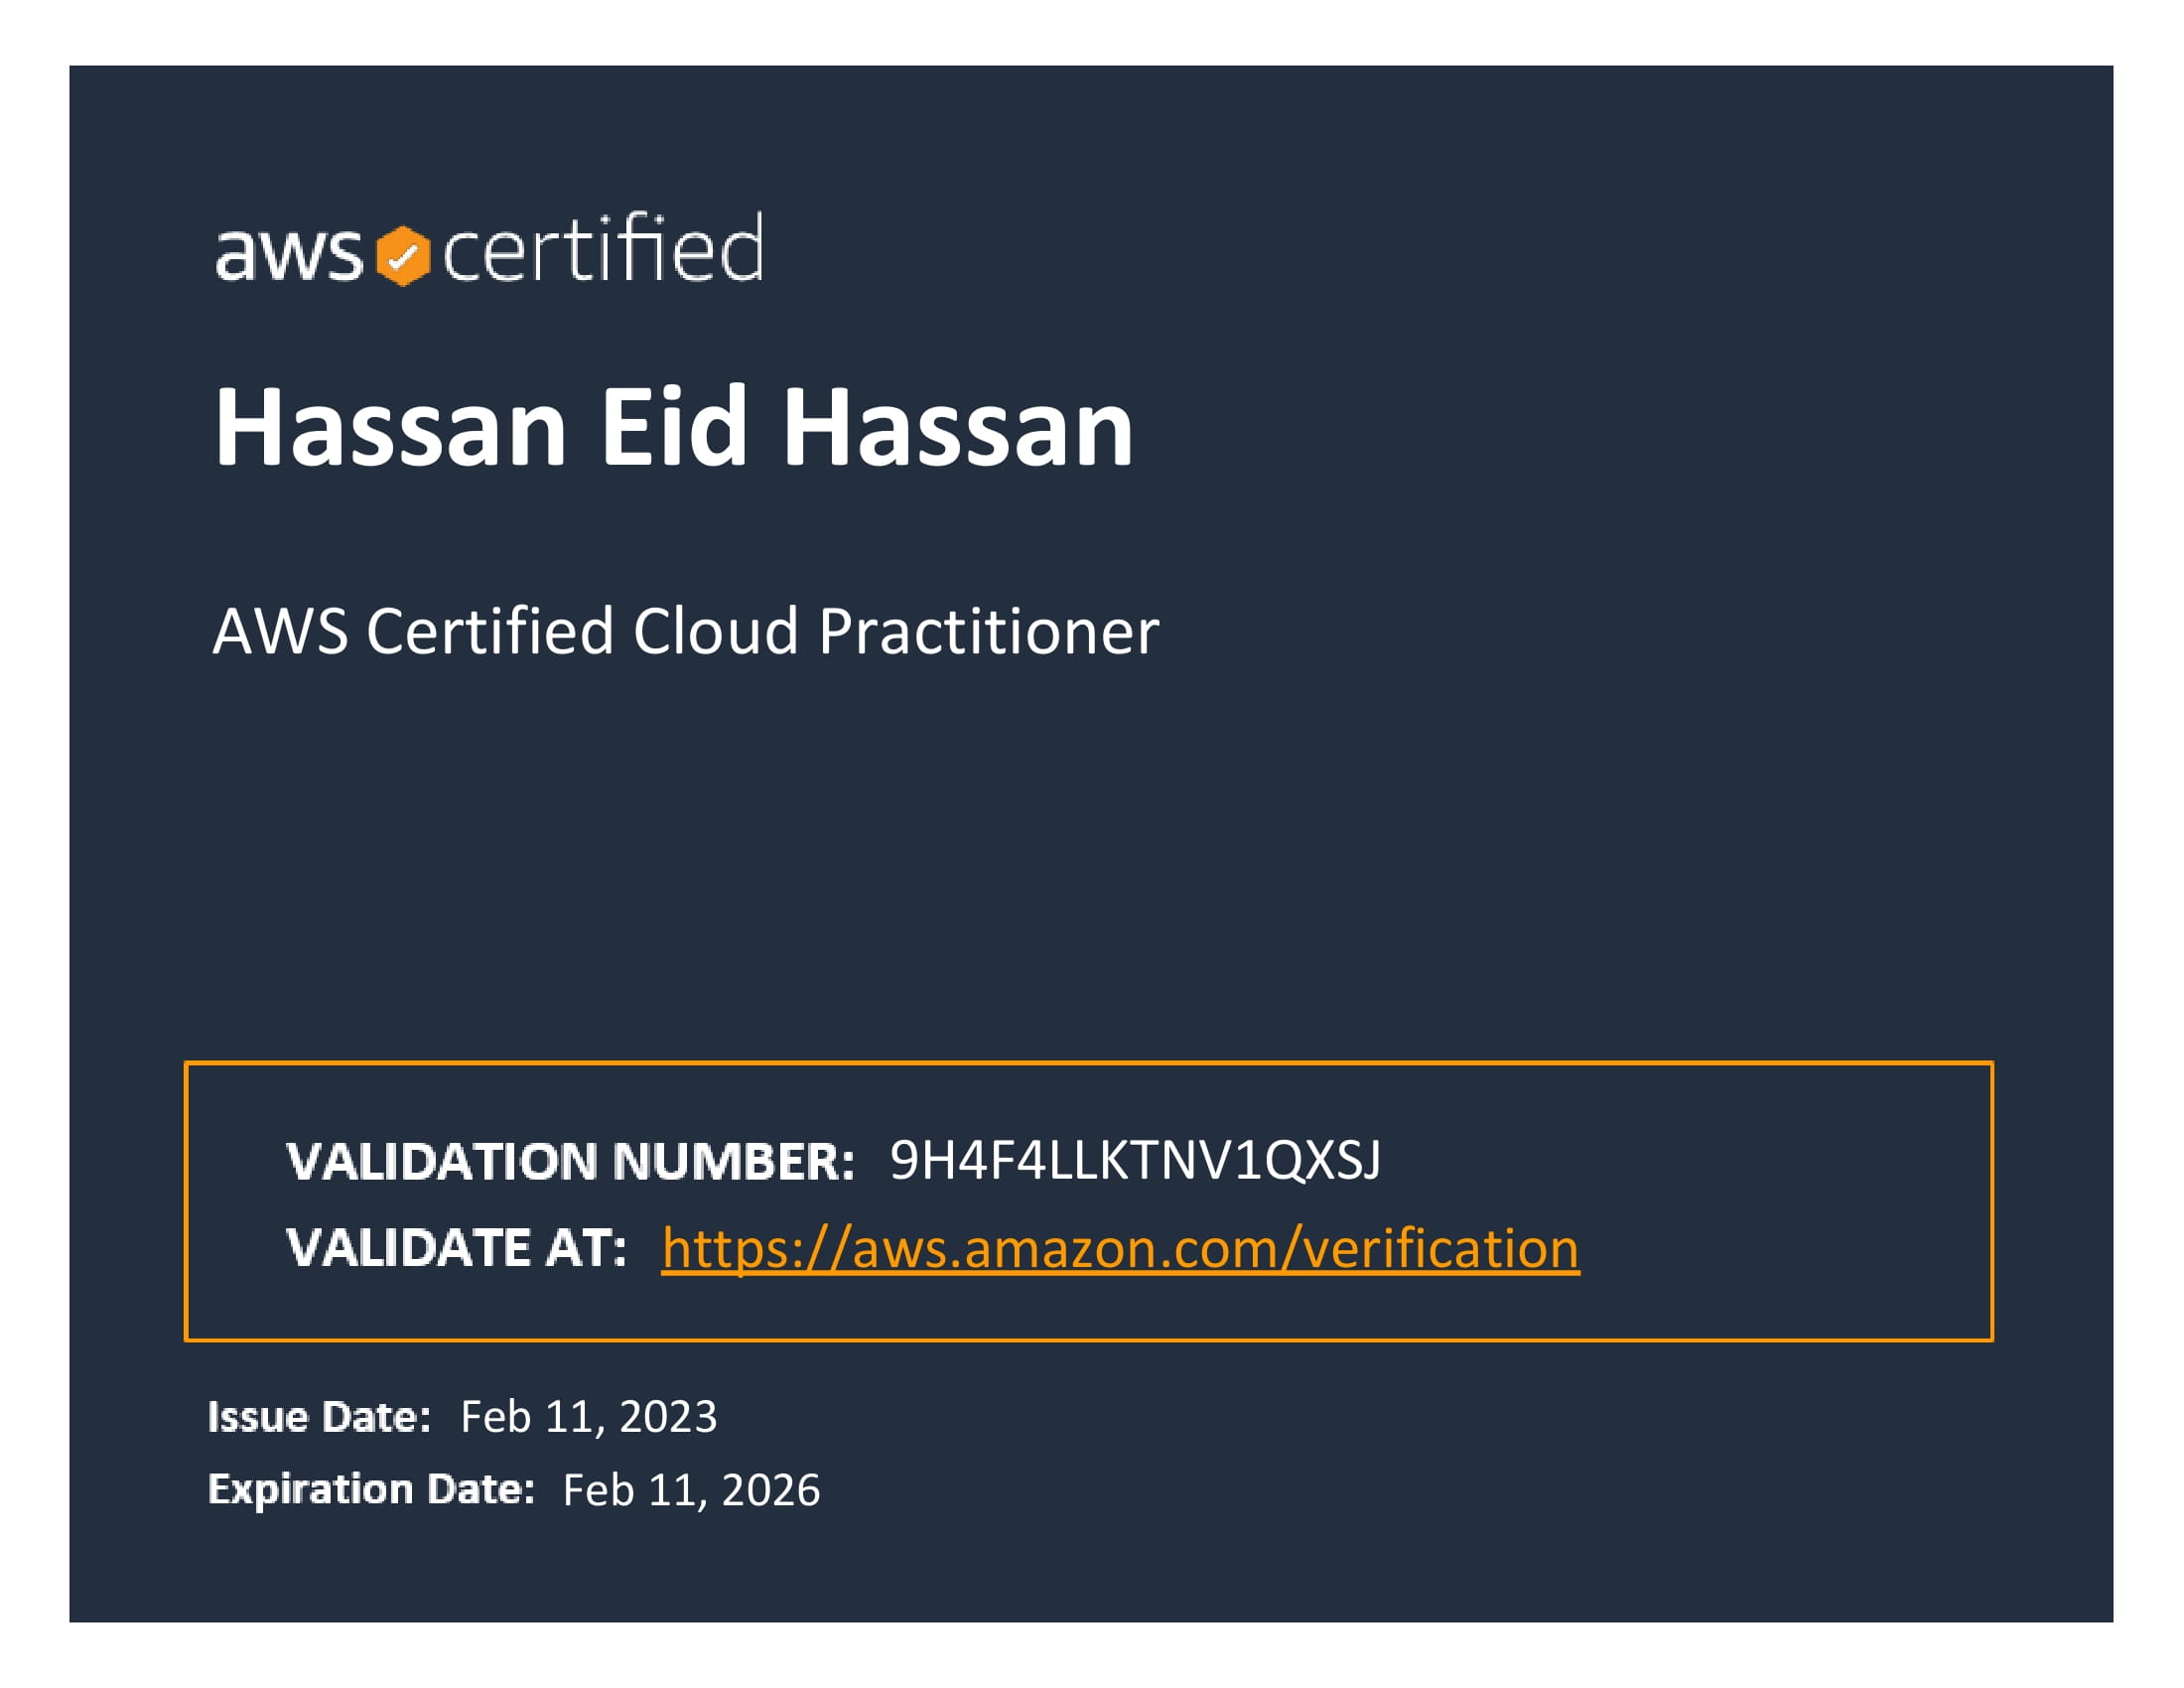 aws certified
Hassan Eid Hassan
AWS Certified Cloud Practitioner
VALIDATION NUMBER: 9H4F4LLKTNV1QXSJ
VALIDATE AT: https://aws.amazon.com/verification
Issue Date: Feb 11, 2023
Expiration Date: Feb 11, 2026